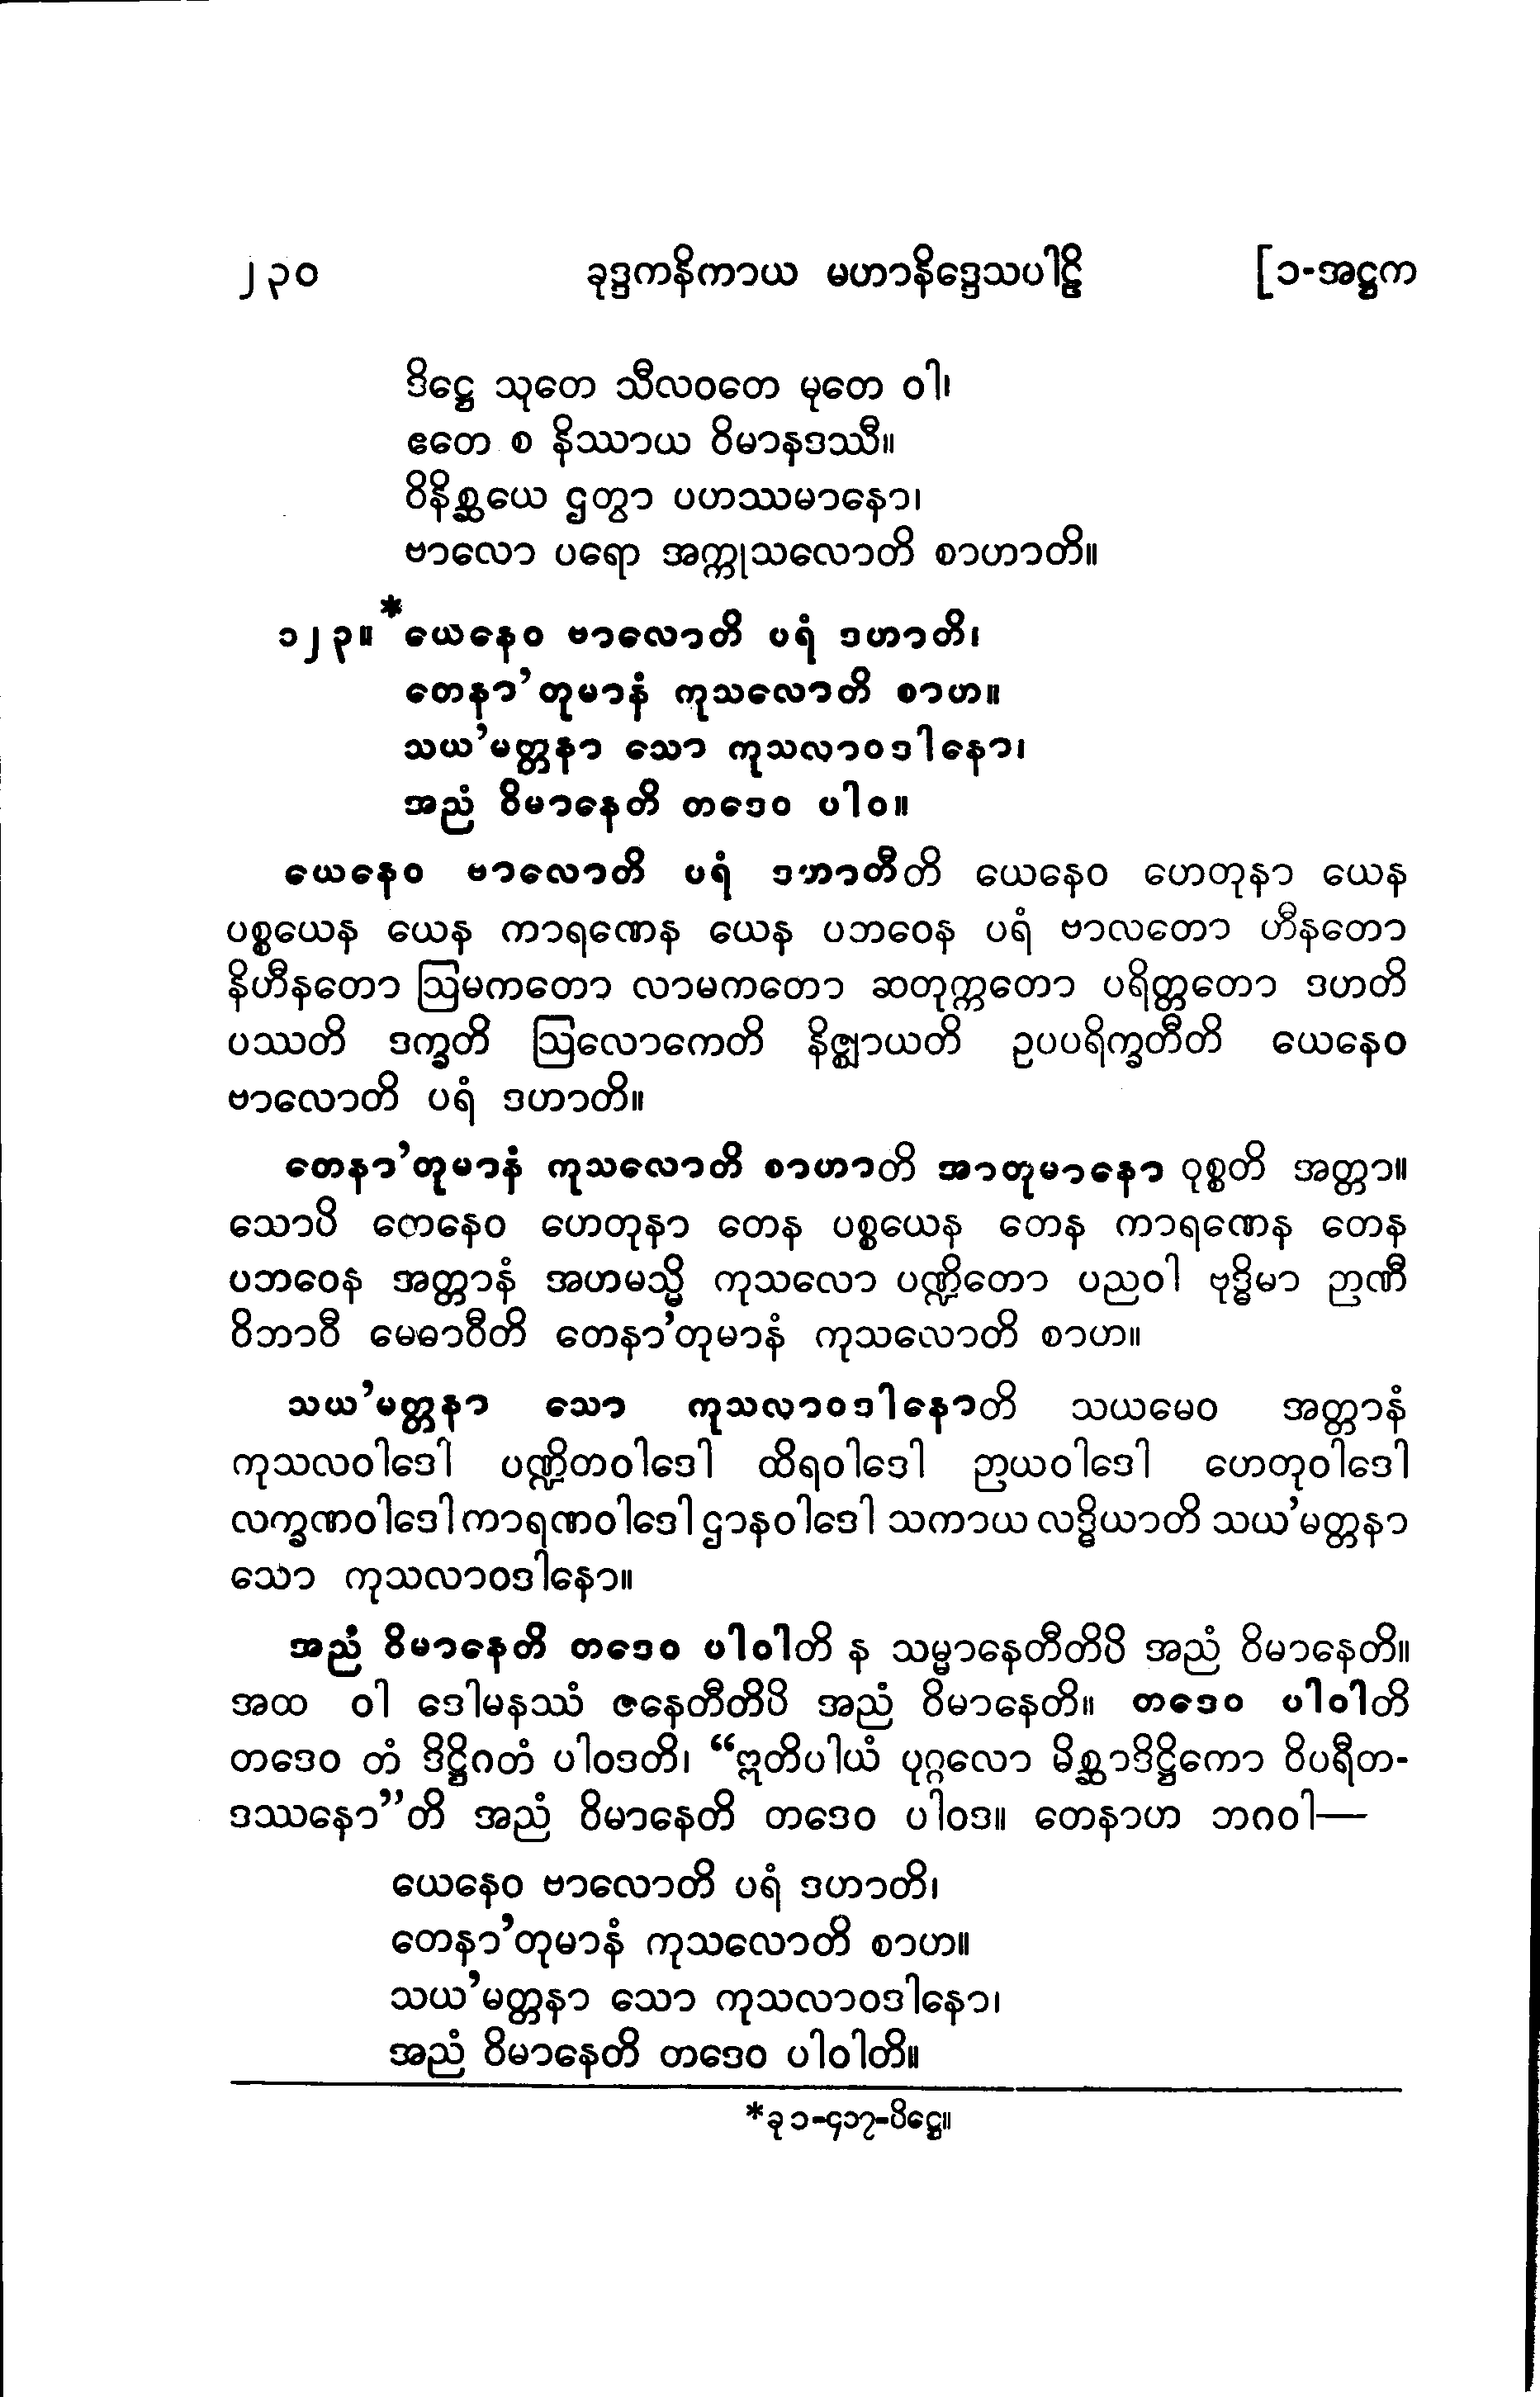 ၂၃၀ ခုဒ္ဒကနိကာယ မဟာနိဒ္ဒေသပါဠိ [၁-အဋ္ဌက
ဒိဋ္ဌေ သုတေ သီလဝတေ မုတေ ဝါ၊
ဧတေ စ နိဿာယ ဝိမာနဒဿီ။
ဝိနိစ္ဆယေ ဌတွာ ပဟဿမာနော၊
ဗာလော ပရော အက္ကုသလောတိ စာဟာတိ။
၁၂၃။ *ယေနေဝ ဗာလောတိ ပရံ ဒဟာတိ၊
တေနာ’တုမာနံ ကုသလောတိ စာဟ။
သယ’မတ္တနာ သော ကုသလာဝဒါနော၊
အညံ ဝိမာနေတိ တဒေဝ ပါဝ။
ယေနေဝ ဗာလောတိ ပရံ ဒဟာတီတိ ယေနေဝ ဟေတုနာ ယေန
ပစ္စယေန ယေန ကာရဏေန ယေန ပဘဝေန ပရံ ဗာလတော ဟီနတော
နိဟီနတော ဩမကတော လာမကတော ဆတုက္ကတော ပရိတ္တတော ဒဟတိ
ပဿတိ ဒက္ခတိ ဩလောကေတိ နိဇ္ဈာယတိ ဥပပရိက္ခတီတိ ယေနေဝ
ဗာလောတိ ပရံ ဒဟာတိ။
တေနာ’တုမာနံ ကုသလောတိ စာဟာတိ အာတုမာနော ဝုစ္စတိ အတ္တာ။
သောပိ တေနေဝ ဟေတုနာ တေန ပစ္စယေန တေန ကာရဏေန တေန
ပဘဝေန အတ္တာနံ အဟမသ္မိ ကုသလော ပဏ္ဍိတော ပညဝါ ဗုဒ္ဓိမာ ဉာဏီ
ဝိဘာဝီ မေဓာဝီတိ တေနာ’တုမာနံ ကုသလောတိ စာဟ။
သယ’မတ္တနာ သော ကုသလာဝဒါနောတိ သယမေဝ အတ္တာနံ
ကုသလဝါဒေါ ပဏ္ဍိတဝါဒေါ ထိရဝါဒေါ ဉာယဝါဒေါ ဟေတုဝါဒေါ
လက္ခဏဝါဒေါ ကာရဏဝါဒေါ ဌာနဝါဒေါ သကာယ လဒ္ဓိယာတိ သယ’မတ္တနာ
သော ကုသလာဝဒါနော။
အညံ ဝိမာနေတိ တဒေဝ ပါဝါတိ န သမ္မာနေတီတိပိ အညံ ဝိမာနေတိ။
အထ ဝါ ဒေါမနဿံ ဇနေတီတိပိ အညံ ဝိမာနေတိ။ တဒေဝ ပါဝါတိ
တဒေဝ တံ ဒိဋ္ဌိဂတံ ပါဝဒတိ၊ “ဣတိပါယံ ပုဂ္ဂလော မိစ္ဆာဒိဋ္ဌိကော ဝိပရီတ-
ဒဿနော”တိ အညံ ဝိမာနေတိ တဒေဝ ပါဝဒ။ တေနာဟ ဘဂဝါ—
ယေနေဝ ဗာလောတိ ပရံ ဒဟာတိ၊
တေနာ’တုမာနံ ကုသလောတိ စာဟ။
သယ’မတ္တနာ သော ကုသလာဝဒါနော၊
အညံ ဝိမာနေတိ တဒေဝ ပါဝါတိ။
*ခု ၁-၄၁၇-ပိဋ္ဌေ။